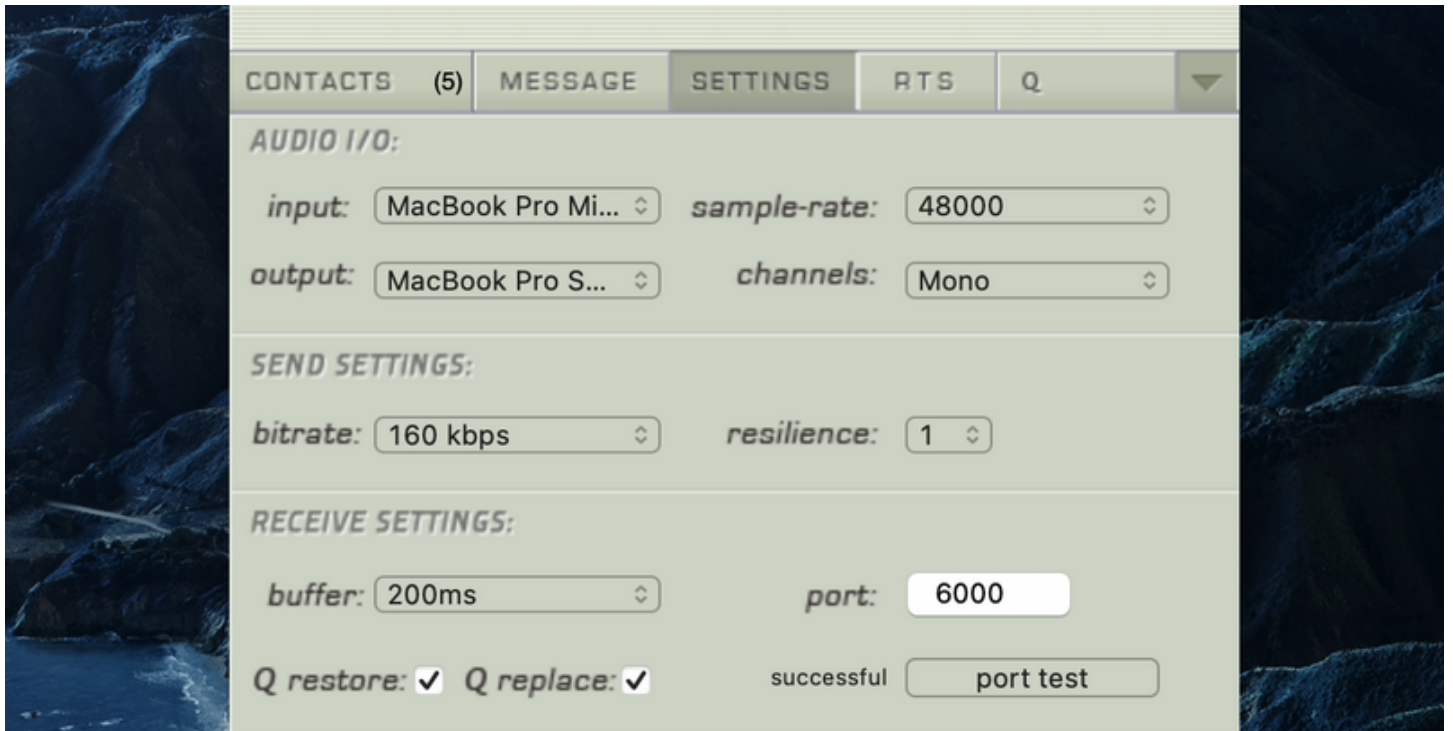 CONTACTS (5) MESSAGE SETTINGS RTS Q
AUDIO I/O:
input: MacBook Pro Mi... sample-rate: 48000
output: MacBook Pro S... channels: Mono
SEND SETTINGS:
bitrate: 160 kbps resilience: 1
RECEIVE SETTINGS:
buffer: 200ms port: 6000
Q restore: Q replace: successful port test